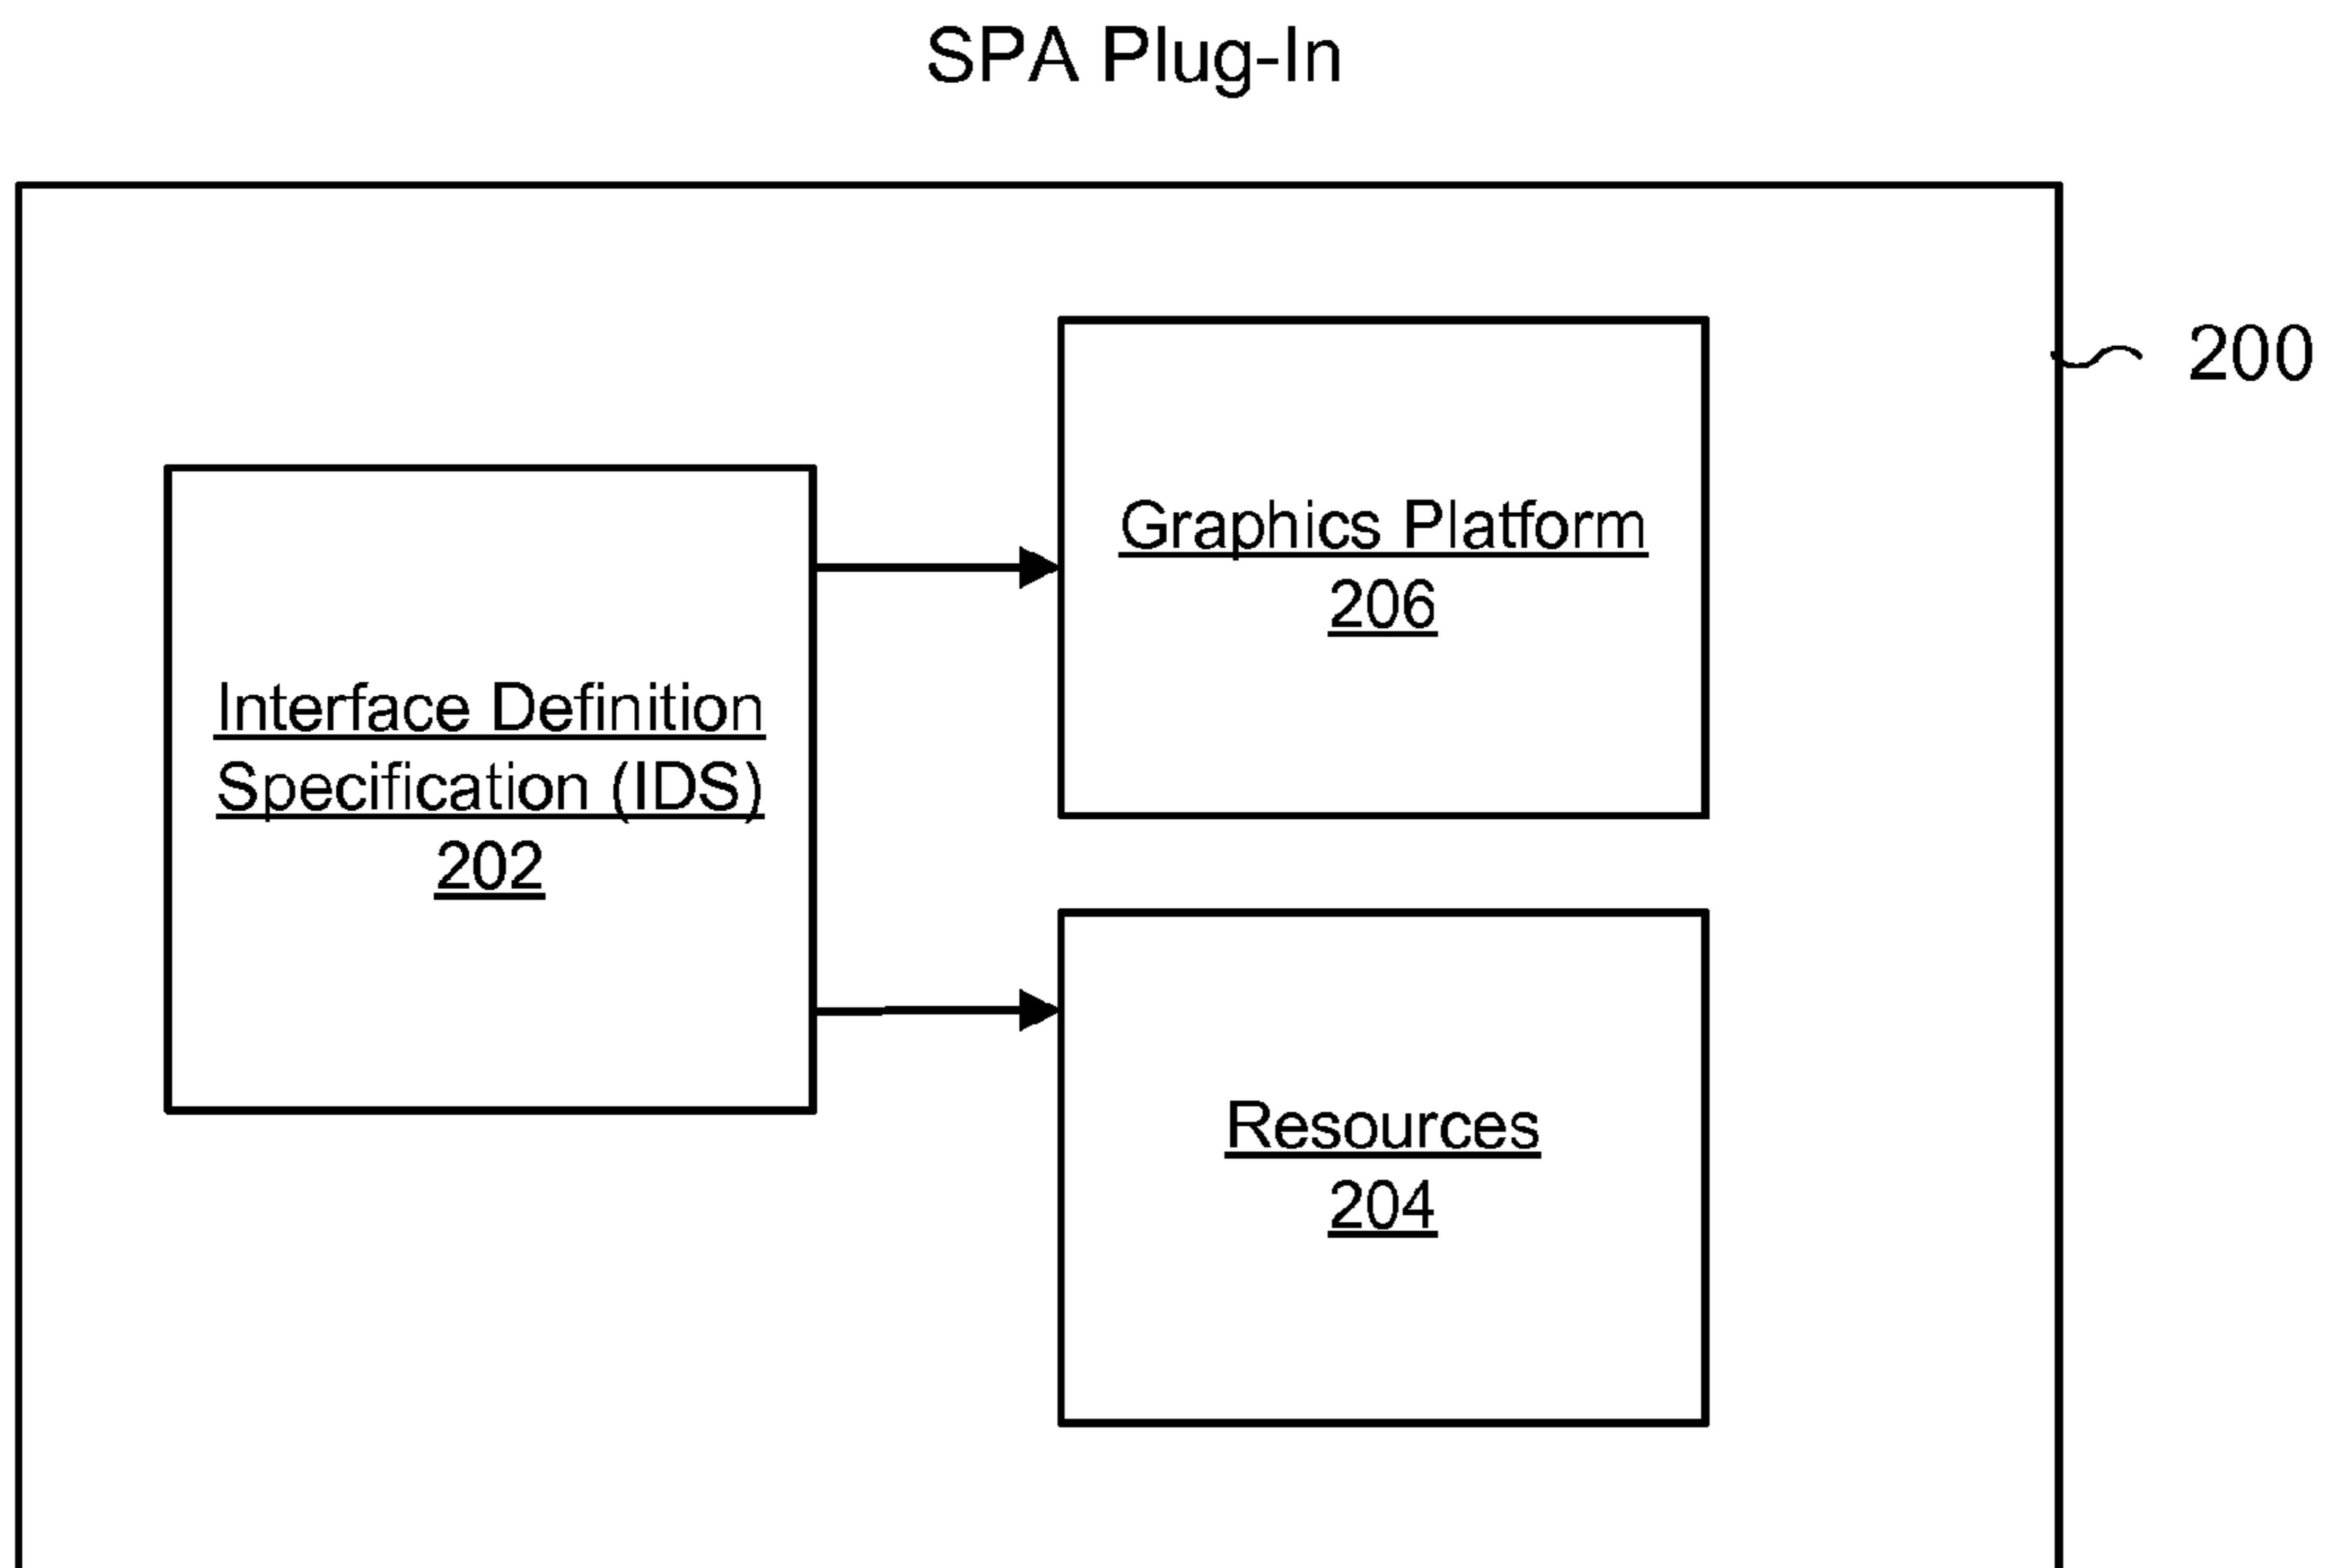 SPA Plug-In
200
Graphics Platform
206
Interface Definition
Specification (IDS)
202
Resources
204